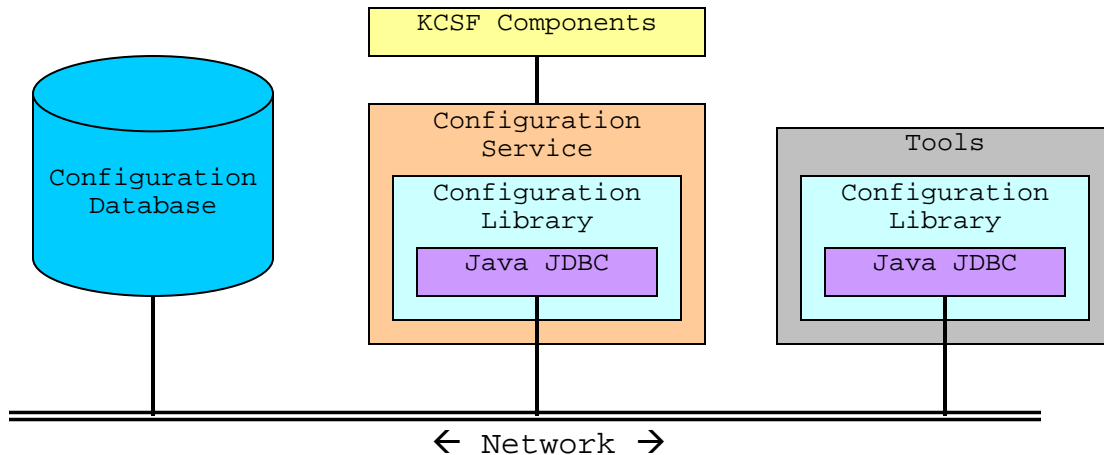 KCSF Components
Configuration
Database
Configuration
Service
Configuration
Library
Java JDBC
Tools
Configuration
Library
Java JDBC
← Network →